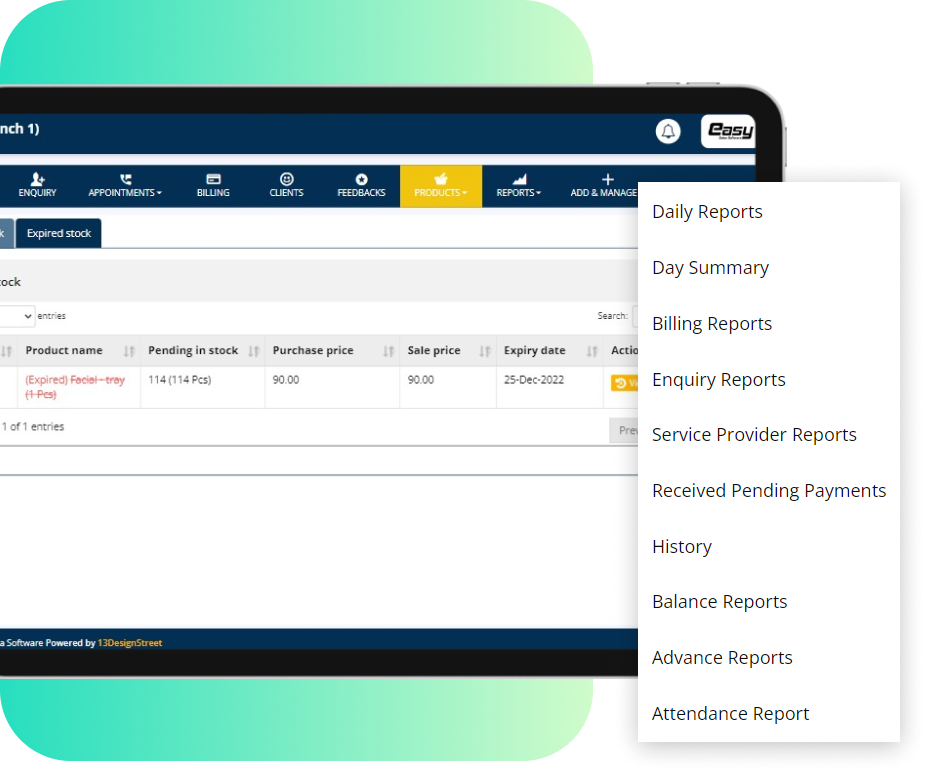 nch 1)
easy
ENQUIRY
APPOINTMENTS
BILLING
CLIENTS
FEEDBACKS
PRODUCTS
REPORTS
ADD & MANAGE
k
Expired stock
tock
entries
Search:
Product name
Pending in stock
Purchase price
Sale price
Expiry date
Actio
(Expired) Facial - tray
(1 Pcs)
114 (114 Pcs)
90.00
90.00
25-Dec-2022
1 of 1 entries
Prev
a Software Powered by 13DesignStreet
Daily Reports
Day Summary
Billing Reports
Enquiry Reports
Service Provider Reports
Received Pending Payments
History
Balance Reports
Advance Reports
Attendance Report